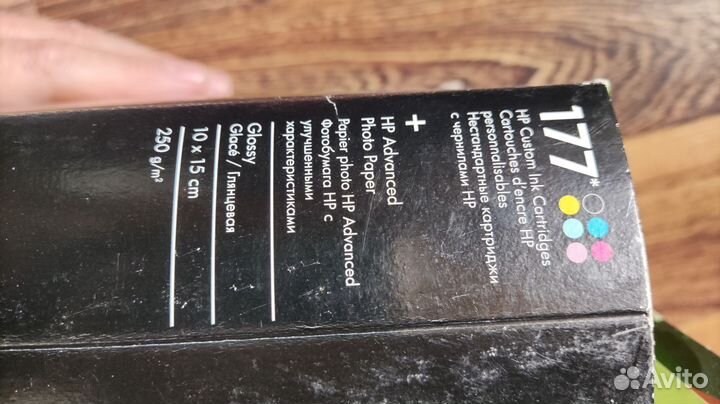 177*
HP Custom Ink Cartridges
Cartouches d'encre HP
personnalisables
Нестандартные картриджи
с чернилами HP
+
HP Advanced
Photo Paper
Papier photo HP Advanced
Фотобумага HP с
улучшенными
характеристиками
Glossy
Glacé / Глянцевая
10 x 15 cm
250 g/m²
Avito